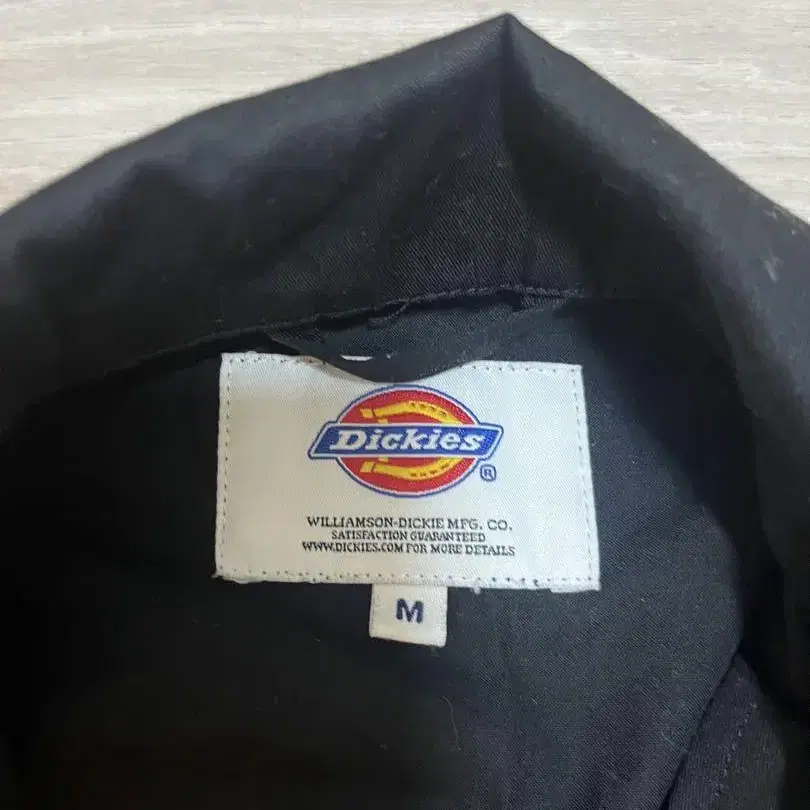 Dickies
®
WILLIAMSON-DICKIE MFG. CO.
SATISFACTION GUARANTEED
WWW.DICKIES.COM FOR MORE DETAILS
M